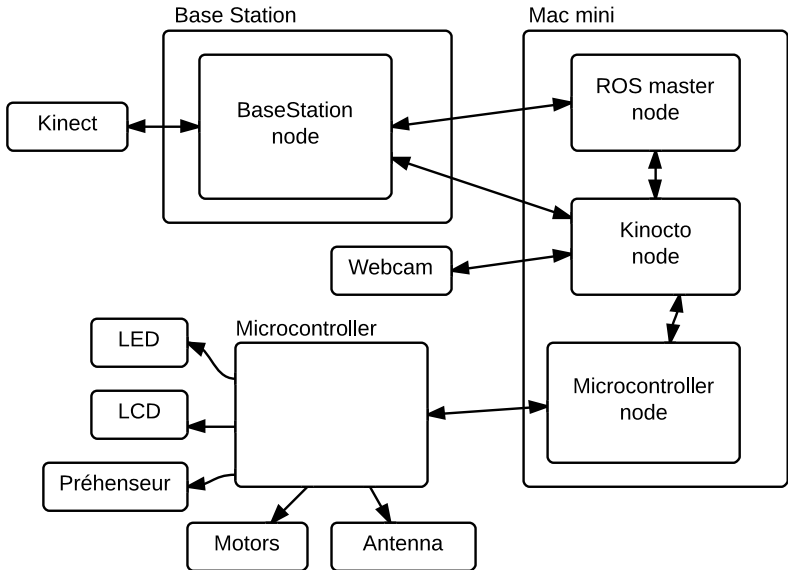 Base Station
Mac mini
Kinect
BaseStation
node
ROS master
node
Kinocto
node
Webcam
Microcontroller
LED
LCD
Préhenseur
Microcontroller
node
Motors
Antenna